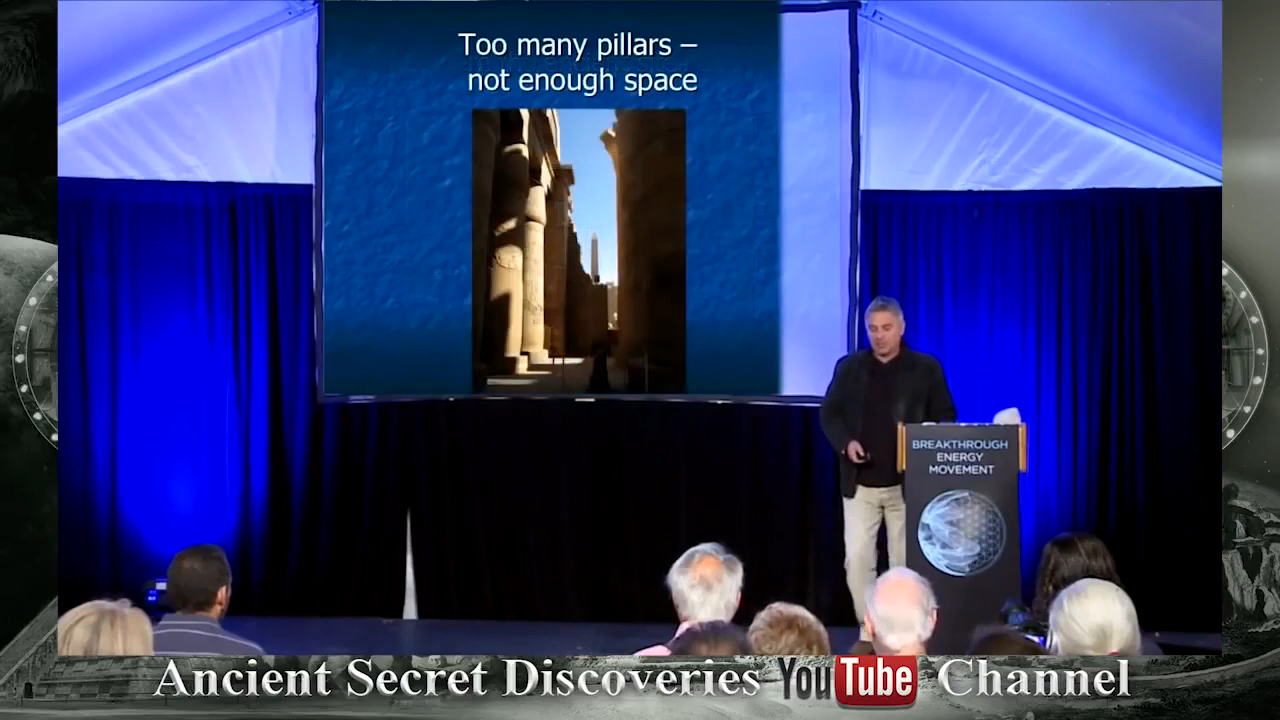 Too many pillars –
not enough space
BREAKTHROUGH
ENERGY
MOVEMENT
Ancient Secret Discoveries YouTube Channel